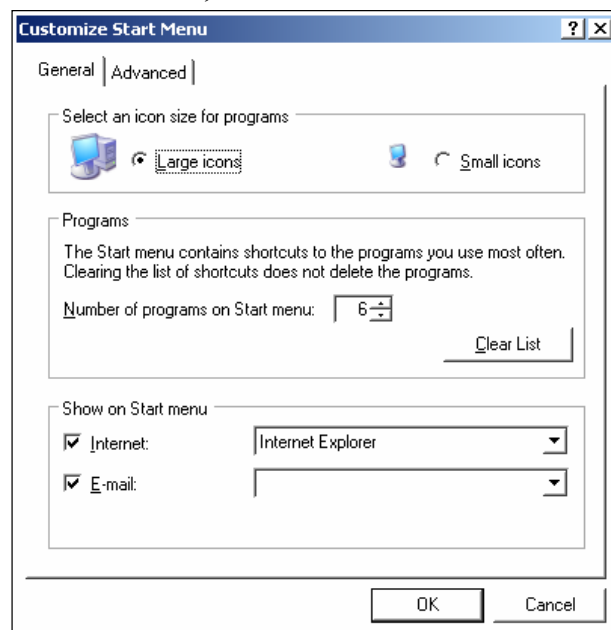 Customize Start Menu
General
Advanced
Select an icon size for programs
Large icons
Small icons
Programs
The Start menu contains shortcuts to the programs you use most often.
Clearing the list of shortcuts does not delete the programs.
Number of programs on Start menu: 6
Clear List
Show on Start menu
Internet: Internet Explorer
E-mail:
OK Cancel